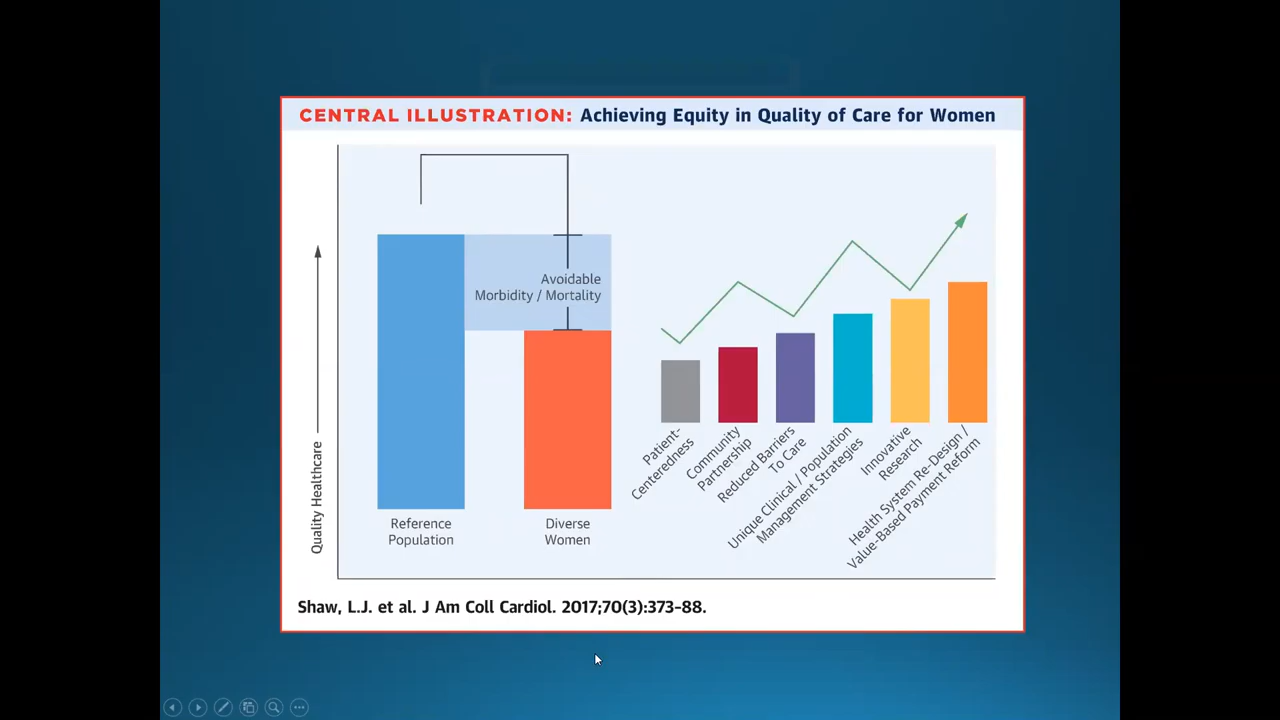 CENTRAL ILLUSTRATION: Achieving Equity in Quality of Care for Women
Quality Healthcare
Avoidable
Morbidity / Mortality
Reference
Population
Diverse
Women
Patient-
Centeredness
Community
Partnership
Reduced Barriers
To Care
Unique Clinical / Population
Management Strategies
Innovative
Research
Health System Re-Design /
Value-Based Payment Reform
Shaw, L.J. et al. J Am Coll Cardiol. 2017;70(3):373–88.